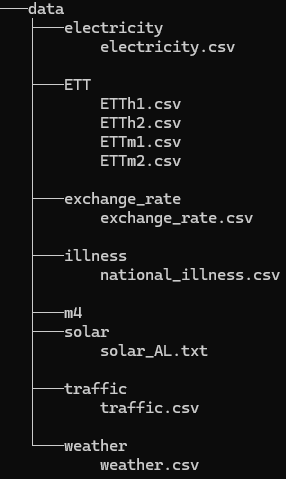 data
electricity
electricity.csv
ETT
ETTh1.csv
ETTh2.csv
ETTm1.csv
ETTm2.csv
exchange_rate
exchange_rate.csv
illness
national_illness.csv
m4
solar
solar_AL.txt
traffic
traffic.csv
weather
weather.csv